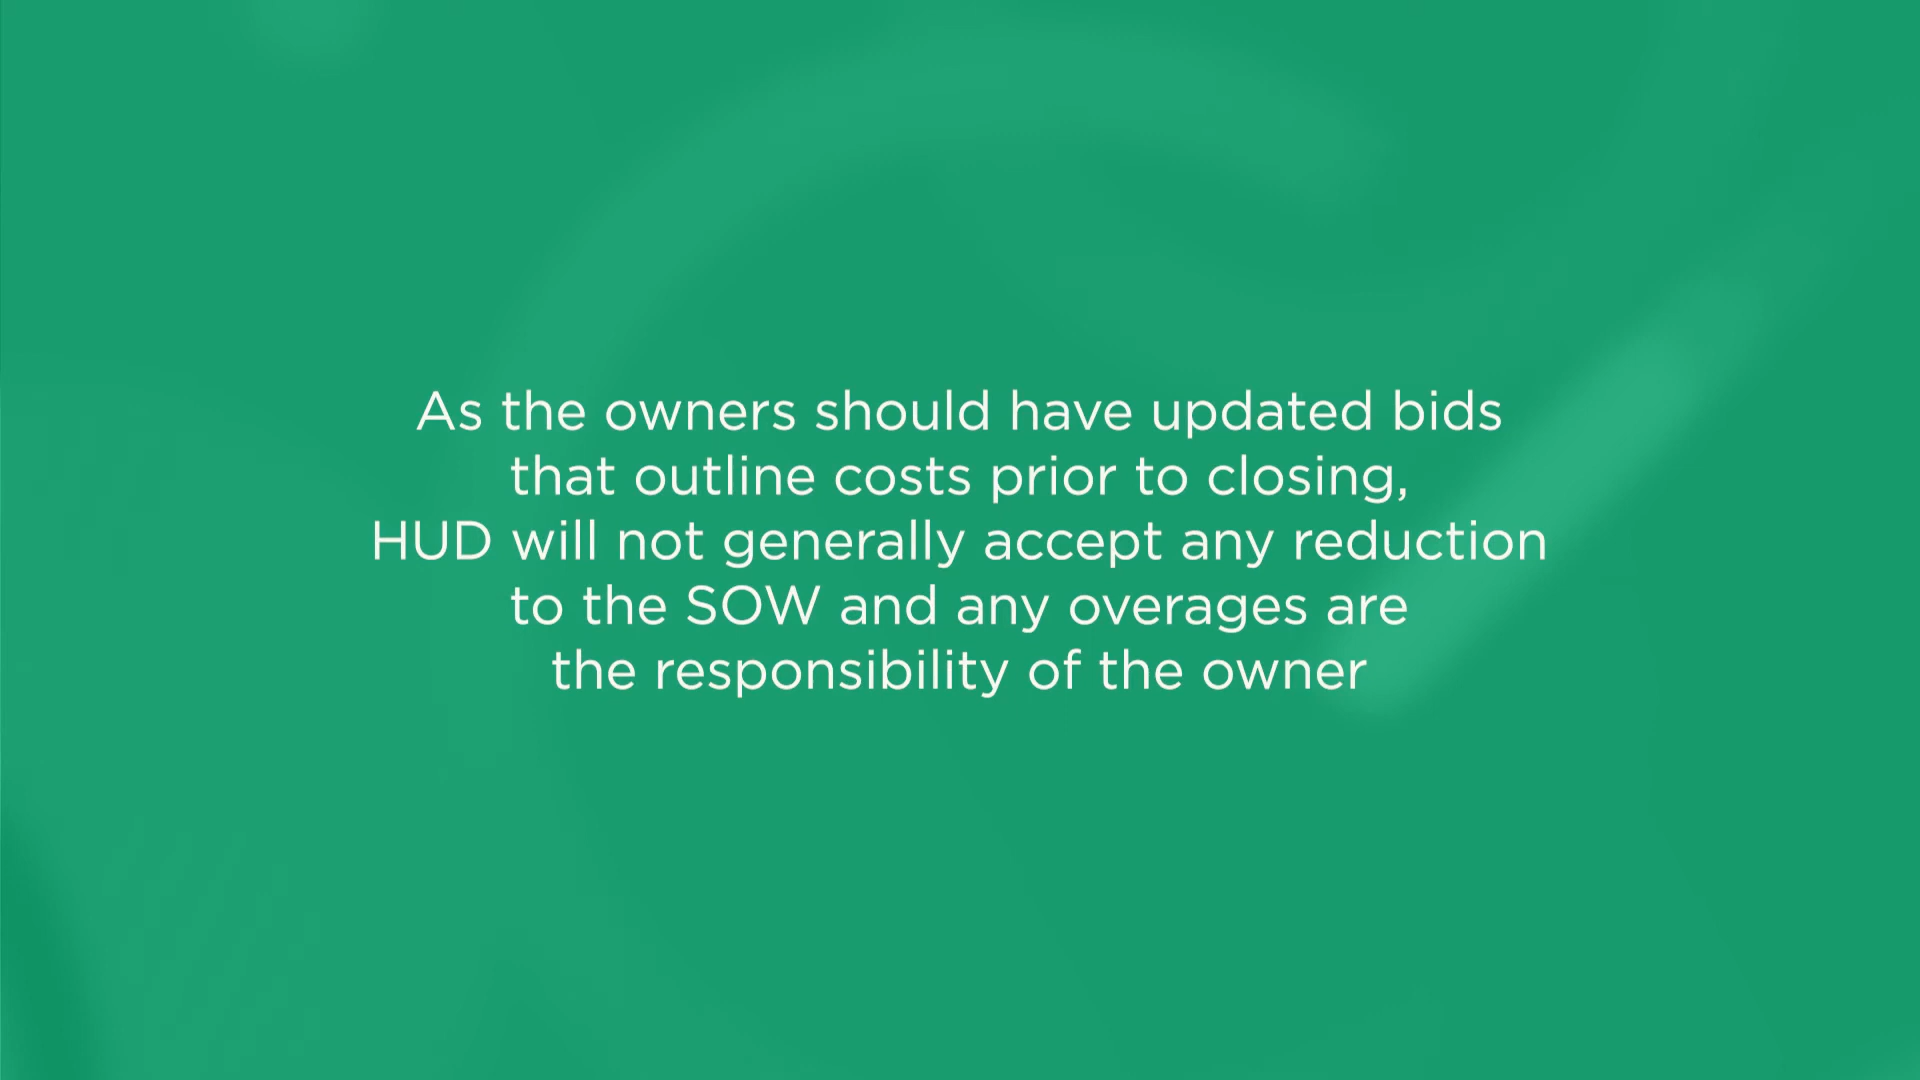 As the owners should have updated bids
that outline costs prior to closing,
HUD will not generally accept any reduction
to the SOW and any overages are
the responsibility of the owner